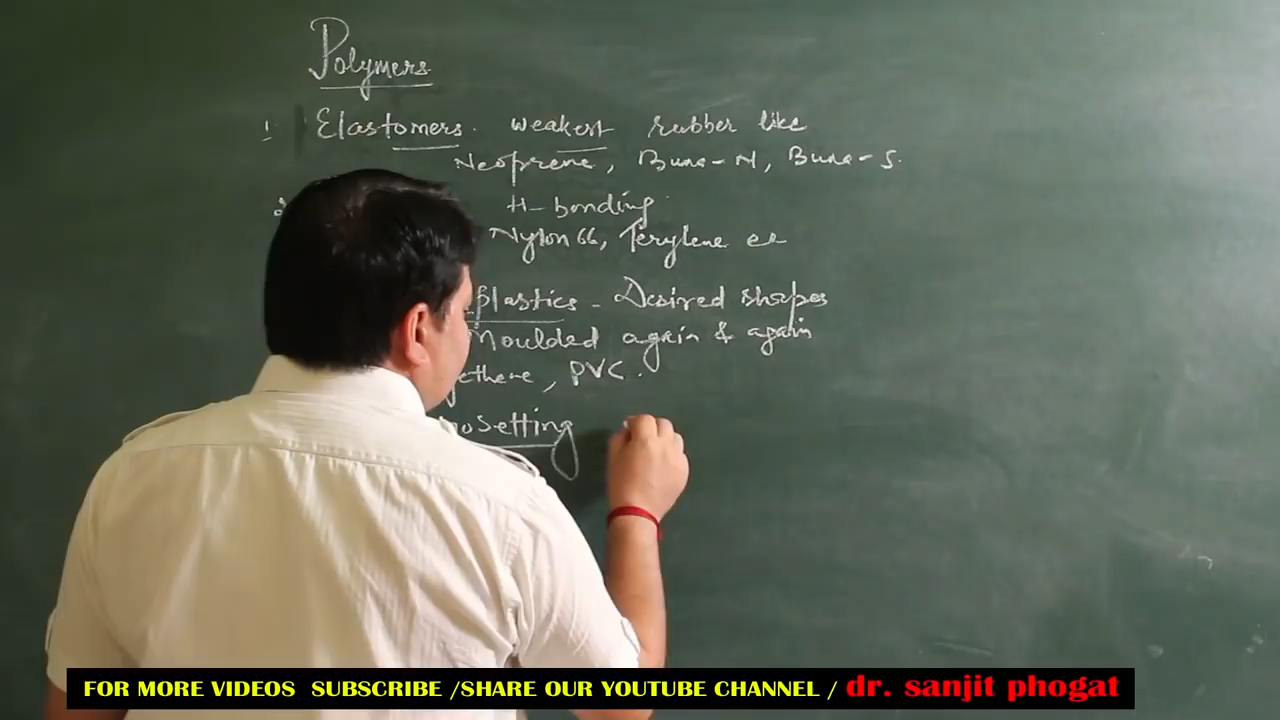 Polymers
1. Elastomers. weakest rubber like
Neoprene, Buna-N, Buna-S.
H-bonding
Nylon 66, Terylene
plastics - Desired shapes
Moulded again & again
ethene, PVC.
oSetting
FOR MORE VIDEOS SUBSCRIBE /SHARE OUR YOUTUBE CHANNEL / dr. sanjit phogat